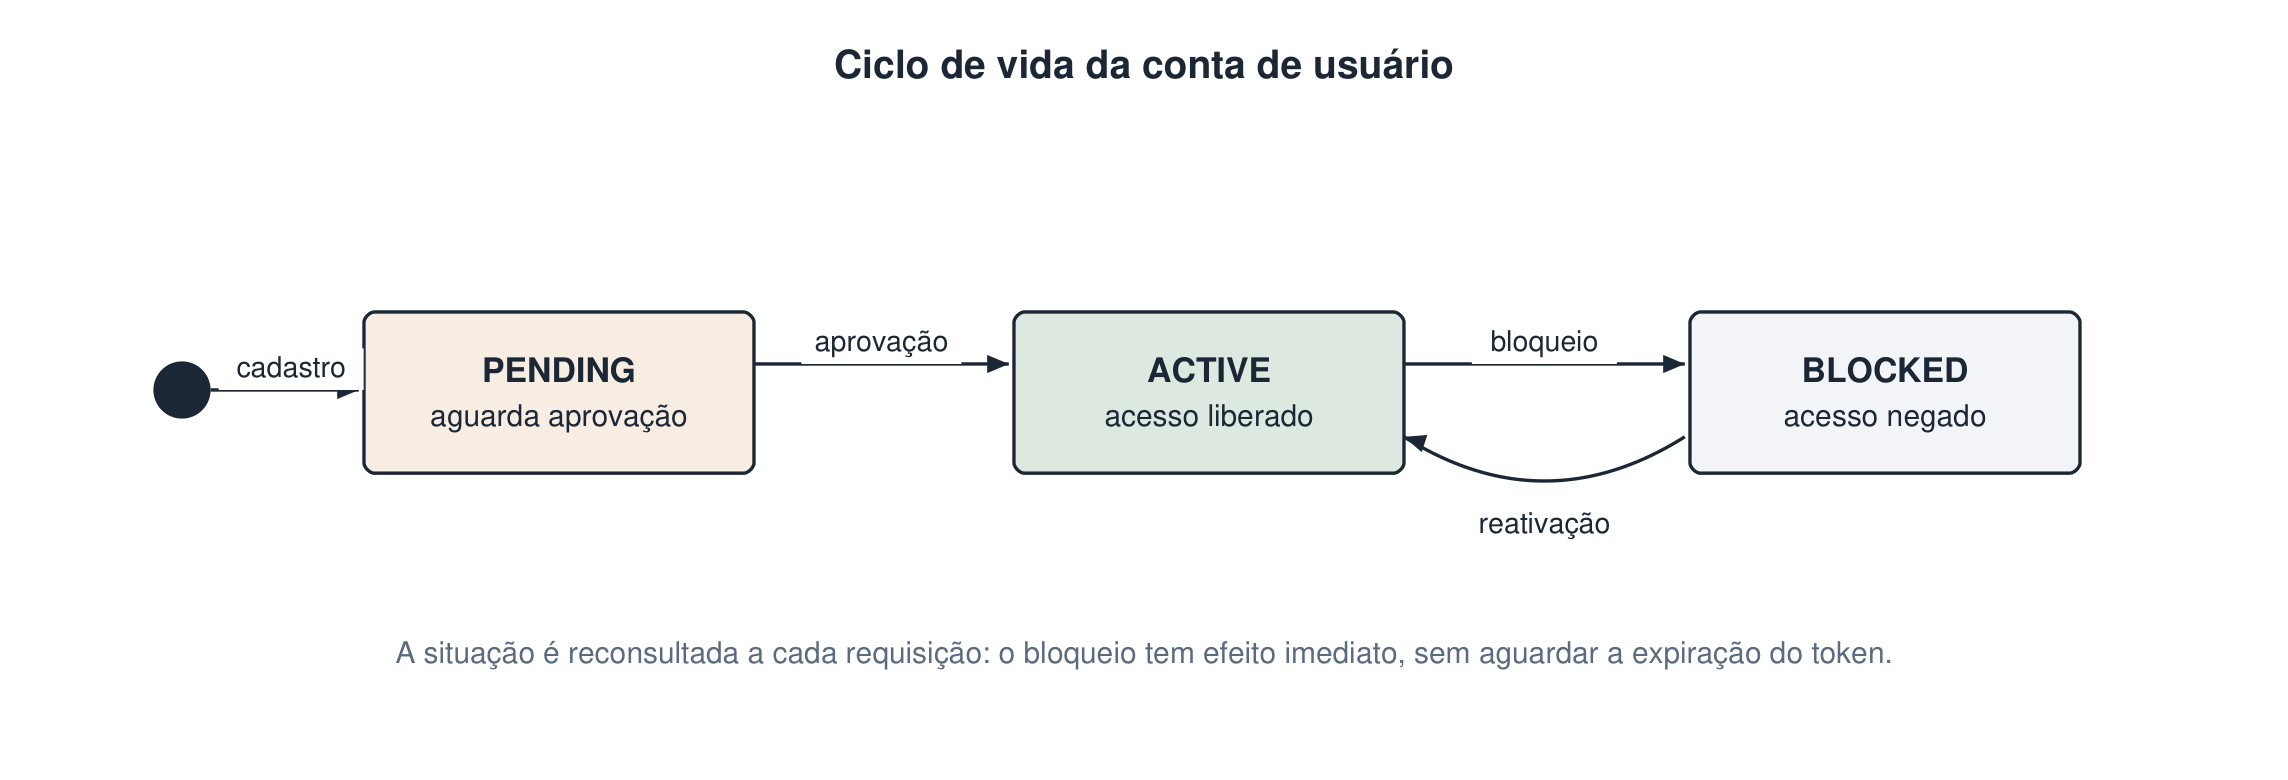 Ciclo de vida da conta de usuário
cadastro
PENDING
aguarda aprovação
aprovação
ACTIVE
acesso liberado
bloqueio
BLOCKED
acesso negado
reativação
A situação é reconsultada a cada requisição: o bloqueio tem efeito imediato, sem aguardar a expiração do token.